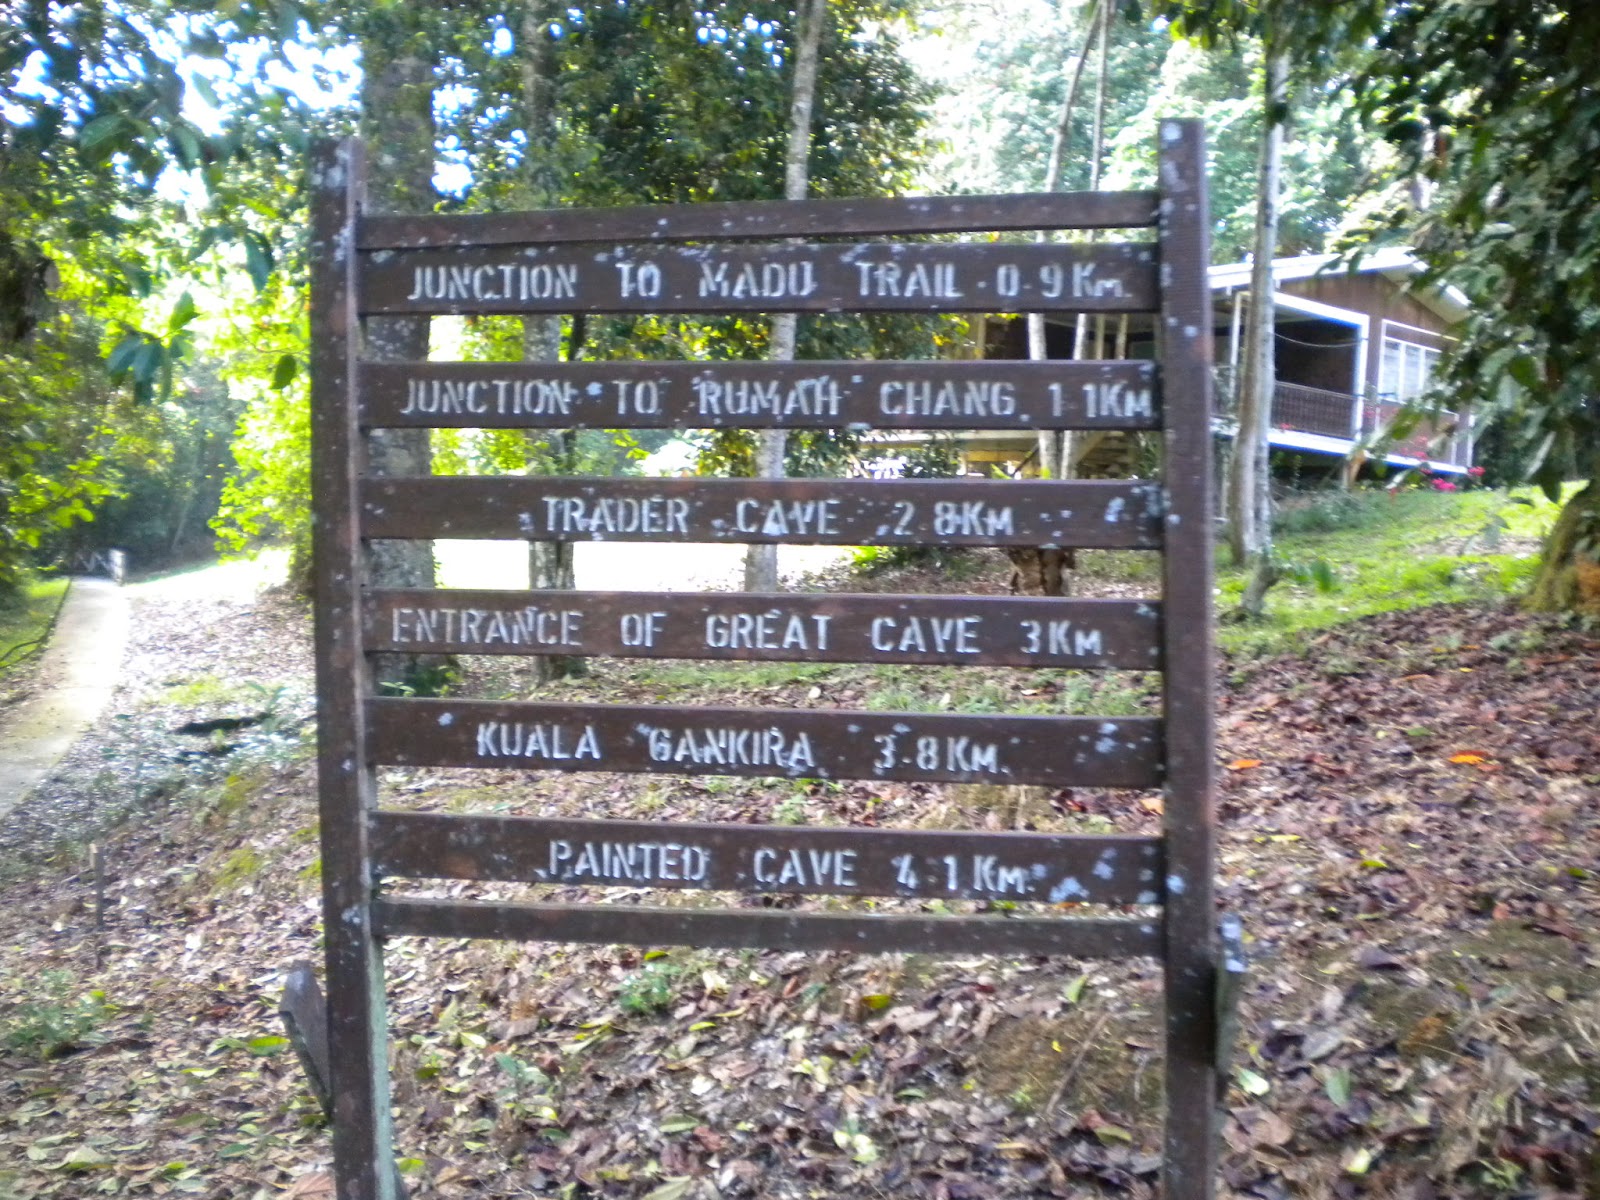 JUNCTION TO MADU TRAIL 0.9Km.
JUNCTION TO RUMAH CHANG 1.1Km
TRADER CAVE 2.8Km
ENTRANCE OF GREAT CAVE 3Km
KUALA GANKIRA 3.8Km.
PAINTED CAVE 4.1Km